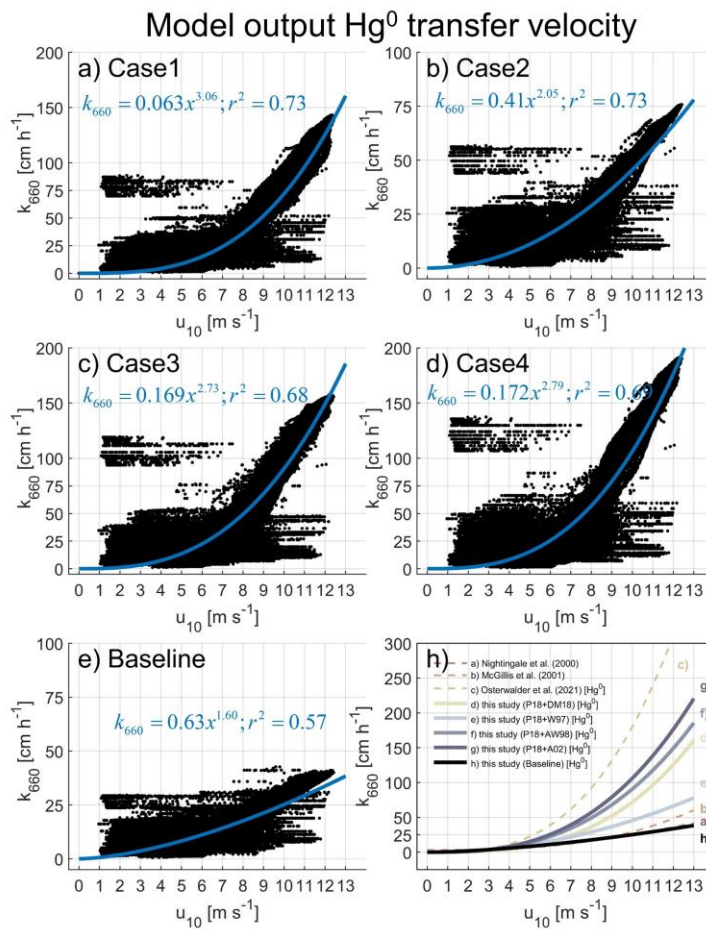 Model output Hg⁰ transfer velocity
a) Case1
k₆₆₀ = 0.063x^3.06; r² = 0.73
k₆₆₀ [cm h⁻¹]
200
150
100
75
50
25
0
0 1 2 3 4 5 6 7 8 9 10 11 12 13
u₁₀ [m s⁻¹]
b) Case2
k₆₆₀ = 0.41x^2.05; r² = 0.73
k₆₆₀ [cm h⁻¹]
100
75
50
25
0
0 1 2 3 4 5 6 7 8 9 10 11 12 13
u₁₀ [m s⁻¹]
c) Case3
k₆₆₀ = 0.169x^2.73; r² = 0.68
k₆₆₀ [cm h⁻¹]
200
150
100
75
50
25
0
0 1 2 3 4 5 6 7 8 9 10 11 12 13
u₁₀ [m s⁻¹]
d) Case4
k₆₆₀ = 0.172x^2.79; r² = 0.69
k₆₆₀ [cm h⁻¹]
200
150
100
75
50
25
0
0 1 2 3 4 5 6 7 8 9 10 11 12 13
u₁₀ [m s⁻¹]
e) Baseline
k₆₆₀ = 0.63x^1.60; r² = 0.57
k₆₆₀ [cm h⁻¹]
100
75
50
25
0
0 1 2 3 4 5 6 7 8 9 10 11 12 13
u₁₀ [m s⁻¹]
h)
a) Nightingale et al. (2000)
b) McGillis et al. (2001)
c) Osterwalder et al. (2021) [Hg⁰]
d) this study (P18+DM18) [Hg⁰]
e) this study (P18+W97) [Hg⁰]
f) this study (P18+AW98) [Hg⁰]
g) this study (P18+A02) [Hg⁰]
h) this study (Baseline) [Hg⁰]
c)
g
f)
d
e
b
a
h
300
250
200
150
100
50
25
0
0 1 2 3 4 5 6 7 8 9 10 11 12 13
u₁₀ [m s⁻¹]